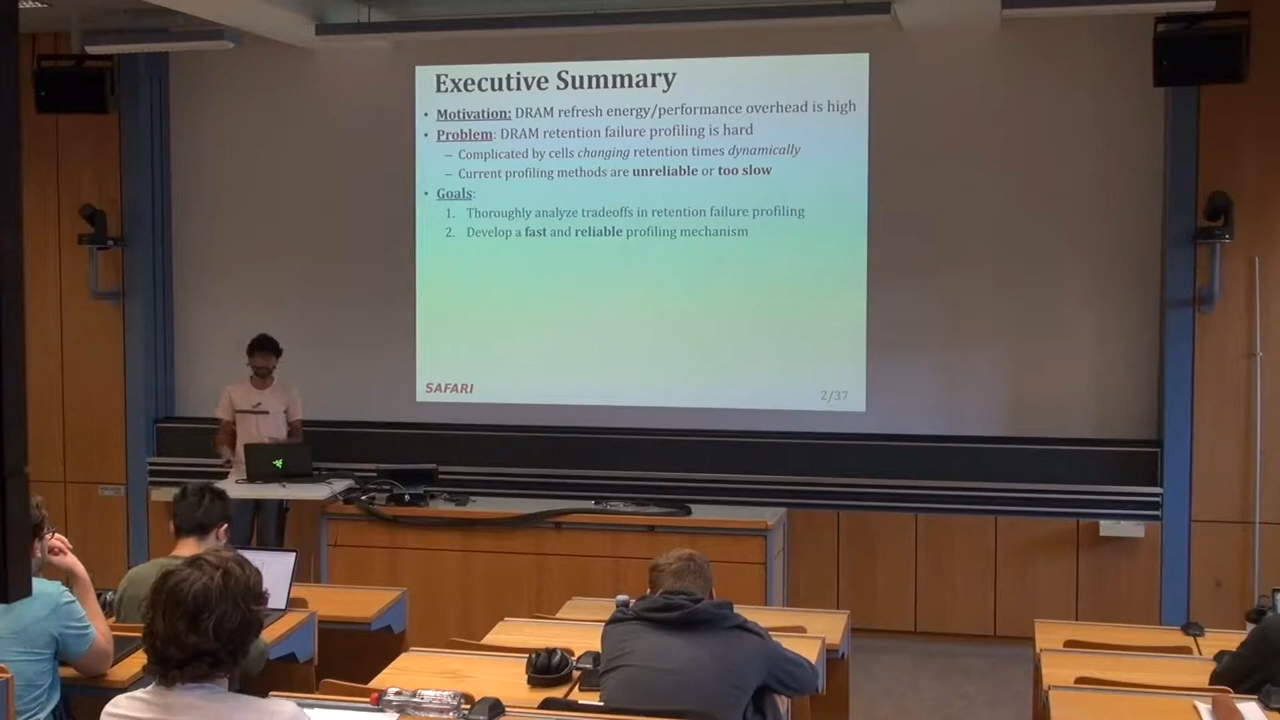 Executive Summary
• Motivation: DRAM refresh energy/performance overhead is high
• Problem: DRAM retention failure profiling is hard
– Complicated by cells changing retention times dynamically
– Current profiling methods are unreliable or too slow
• Goals:
1. Thoroughly analyze tradeoffs in retention failure profiling
2. Develop a fast and reliable profiling mechanism
SAFARI
2/37